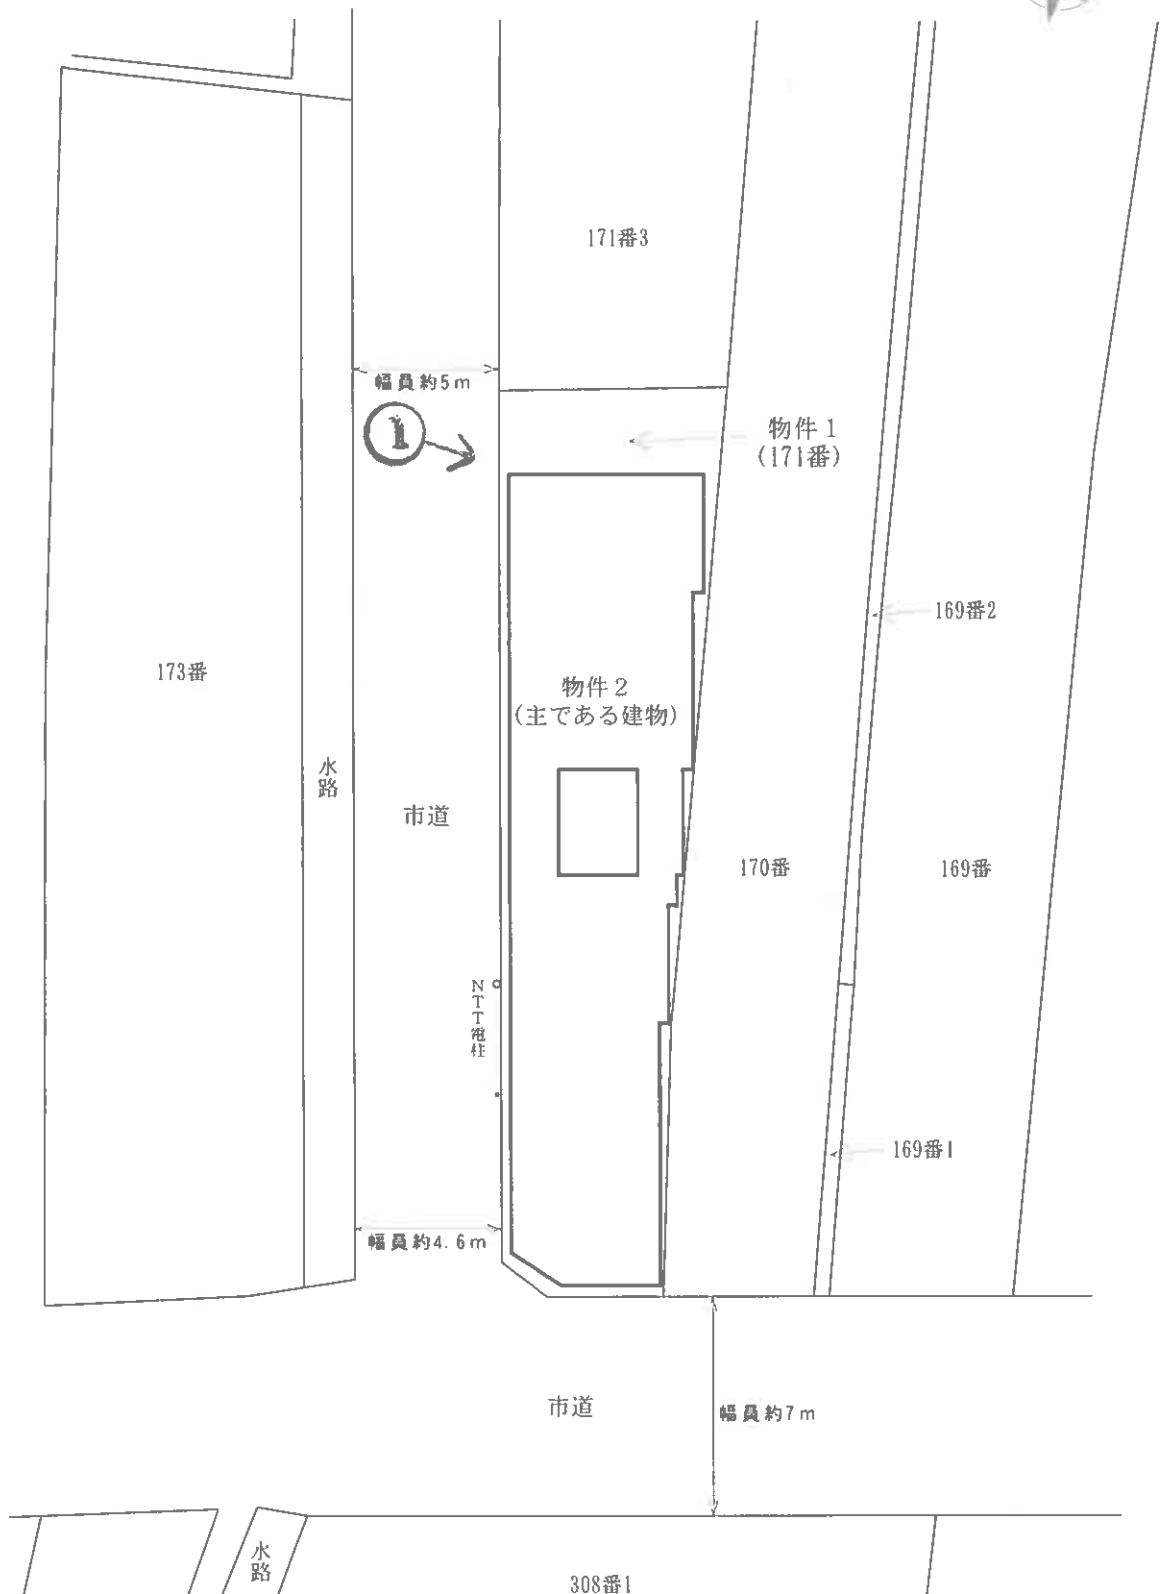 171番3
幅員約5m
1
物件1
(171番)
169番2
173番
物件2
(主である建物)
水路
市道
170番
169番
NTT電柱
169番1
幅員約4.6m
市道
幅員約7m
水路
308番1